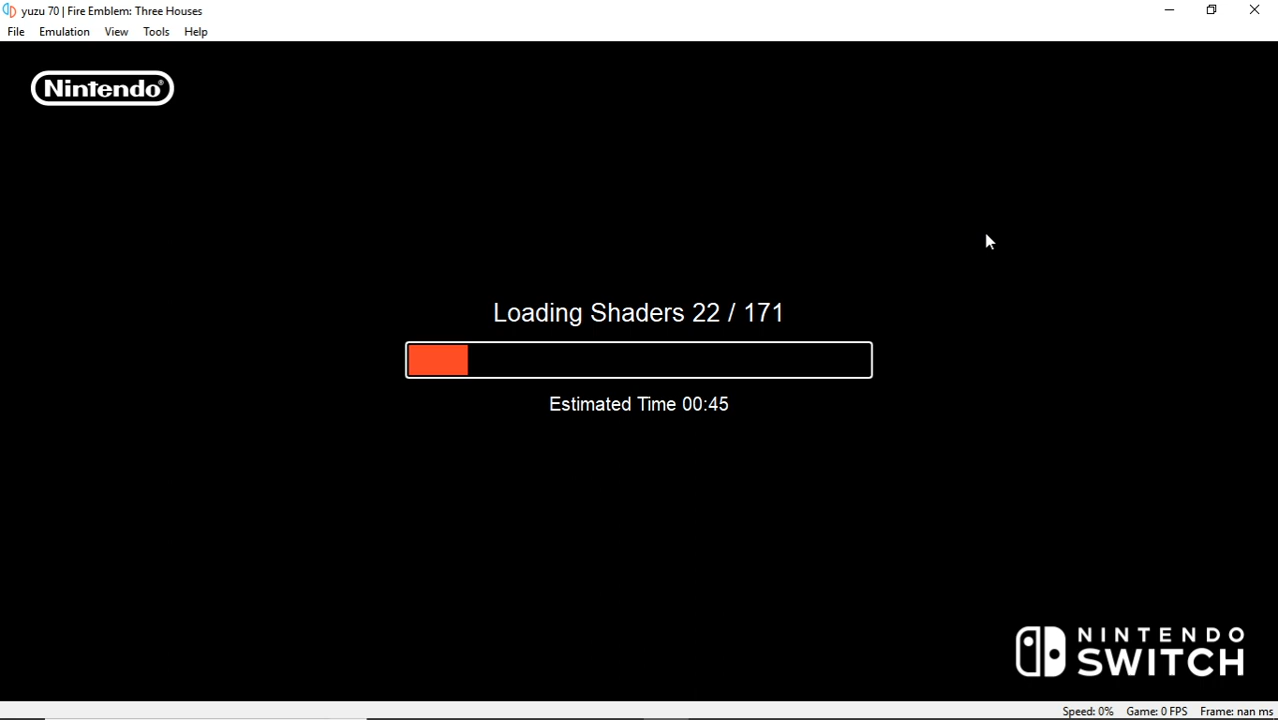 yuzu 70 | Fire Emblem: Three Houses
File Emulation View Tools Help
Nintendo®
Loading Shaders 22 / 171
Estimated Time 00:45
NINTENDO
SWITCH
Speed: 0% Game: 0 FPS Frame: nan ms